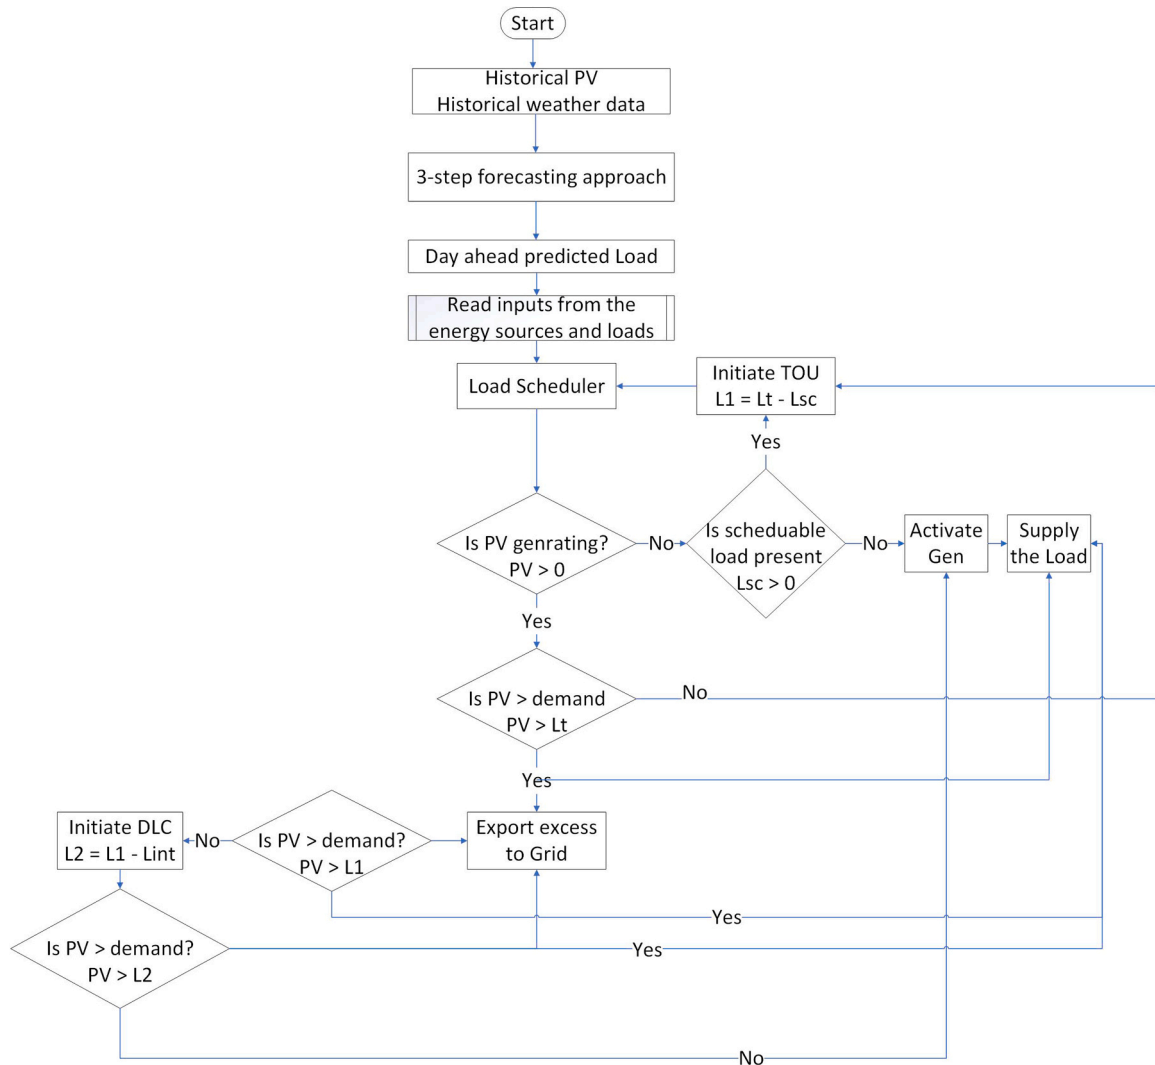 Start
Historical PV
Historical weather data
3-step forecasting approach
Day ahead predicted Load
Read inputs from the
energy sources and loads
Load Scheduler
Initiate TOU
L1 = Lt - Lsc
Yes
Is PV genrating?
PV > 0
No
Is scheduable
load present
Lsc > 0
No
Activate
Gen
Supply
the Load
Yes
Is PV > demand
PV > Lt
No
Yes
Initiate DLC
L2 = L1 - Lint
No
Is PV > demand?
PV > L1
Export excess
to Grid
Yes
Is PV > demand?
PV > L2
Yes
No